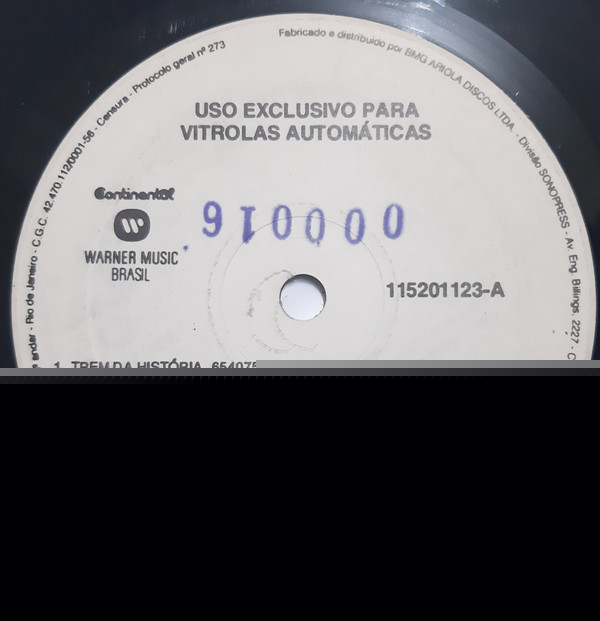 andar - Rio de Janeiro - C.G.C. 42.470.112/0001-56 - Censura - Protocolo geral nº 273
Fabricado e distribuido por BMG ARIOLA DISCOS LTDA. - Divisão SONOPRESS - Av. Eng. Billings, 2227 - C
USO EXCLUSIVO PARA
VITROLAS AUTOMÁTICAS
Continental
WARNER MUSIC
BRASIL
000016
115201123-A
1. TREM DA HISTÓRIA